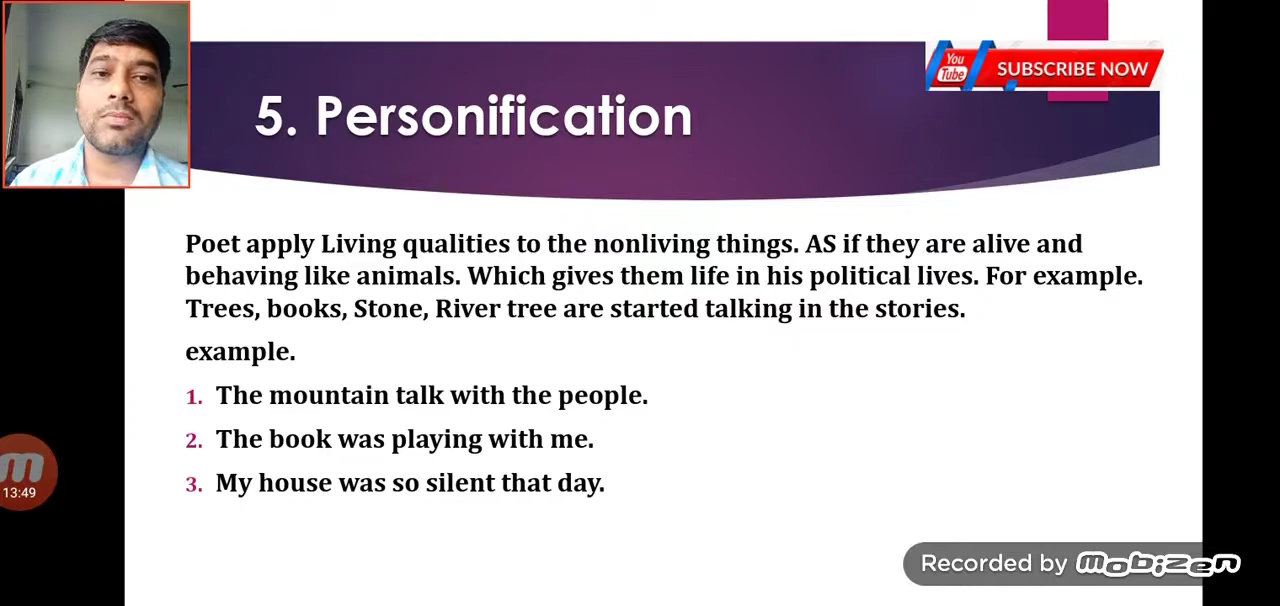 You
Tube
SUBSCRIBE NOW
5. Personification
Poet apply Living qualities to the nonliving things. AS if they are alive and
behaving like animals. Which gives them life in his political lives. For example.
Trees, books, Stone, River tree are started talking in the stories.
example.
1. The mountain talk with the people.
2. The book was playing with me.
3. My house was so silent that day.
13:49
Recorded by mobizen